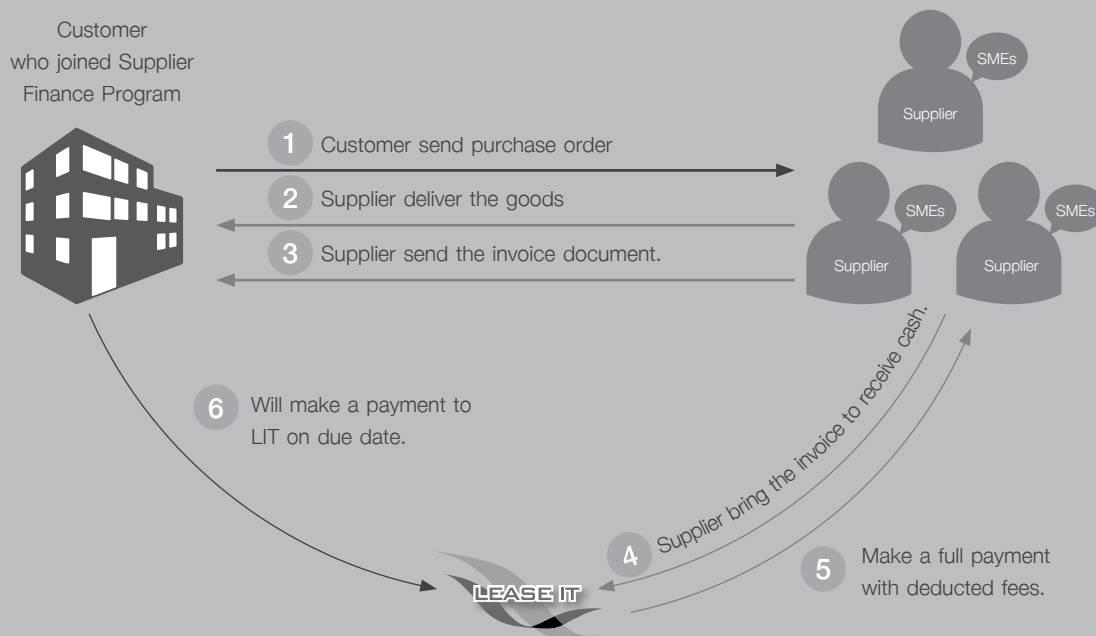 Customer
who joined Supplier
Finance Program
SMEs
Supplier
1 Customer send purchase order
2 Supplier deliver the goods
3 Supplier send the invoice document.
SMEs
Supplier
SMEs
Supplier
6 Will make a payment to
LIT on due date.
4 Supplier bring the invoice to receive cash.
5 Make a full payment
with deducted fees.
LEASE IT